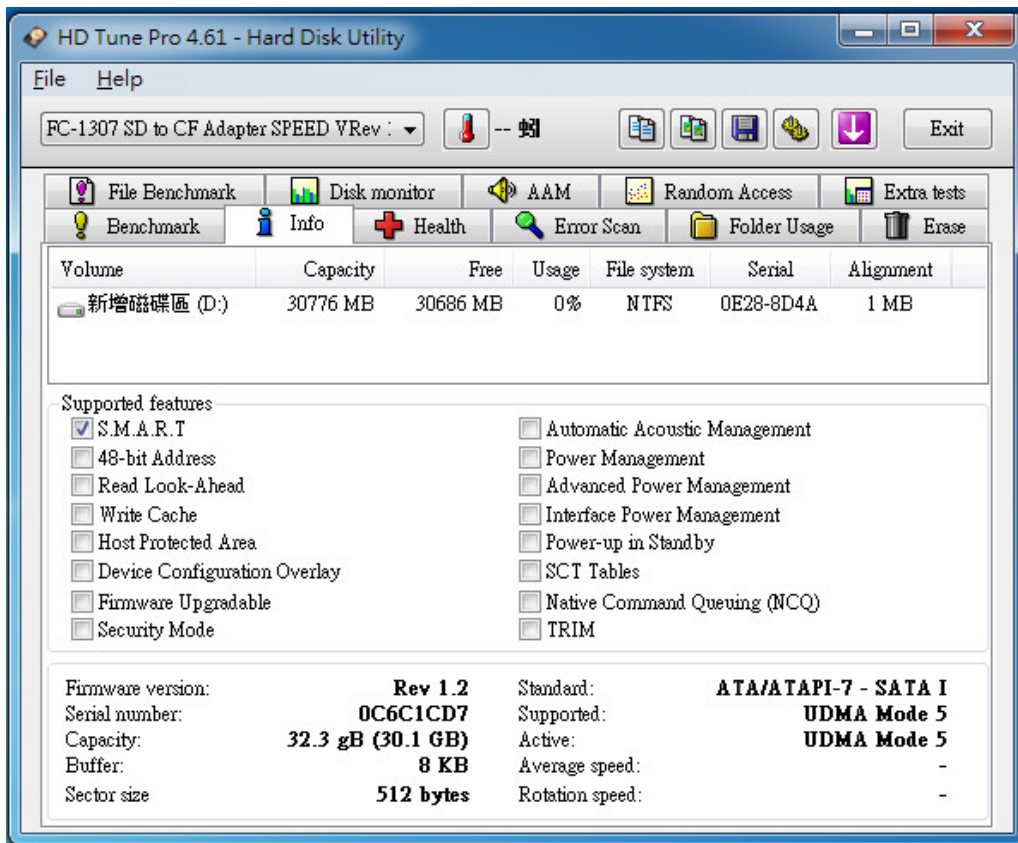 HD Tune Pro 4.61 - Hard Disk Utility
File Help
FC-1307 SD to CF Adapter SPEED VRev -- 蚓 Exit
File Benchmark Disk monitor AAM Random Access Extra tests
Benchmark Info Health Error Scan Folder Usage Erase
Volume Capacity Free Usage File system Serial Alignment
新增磁碟區 (D:) 30776 MB 30686 MB 0% NTFS 0E28-8D4A 1 MB
Supported features
S.M.A.R.T Automatic Acoustic Management
48-bit Address Power Management
Read Look-Ahead Advanced Power Management
Write Cache Interface Power Management
Host Protected Area Power-up in Standby
Device Configuration Overlay SCT Tables
Firmware Upgradable Native Command Queuing (NCQ)
Security Mode TRIM
Firmware version: Rev 1.2 Standard: ATA/ATAPI-7 - SATA I
Serial number: 0C6C1CD7 Supported: UDMA Mode 5
Capacity: 32.3 gB (30.1 GB) Active: UDMA Mode 5
Buffer: 8 KB Average speed: -
Sector size 512 bytes Rotation speed: -